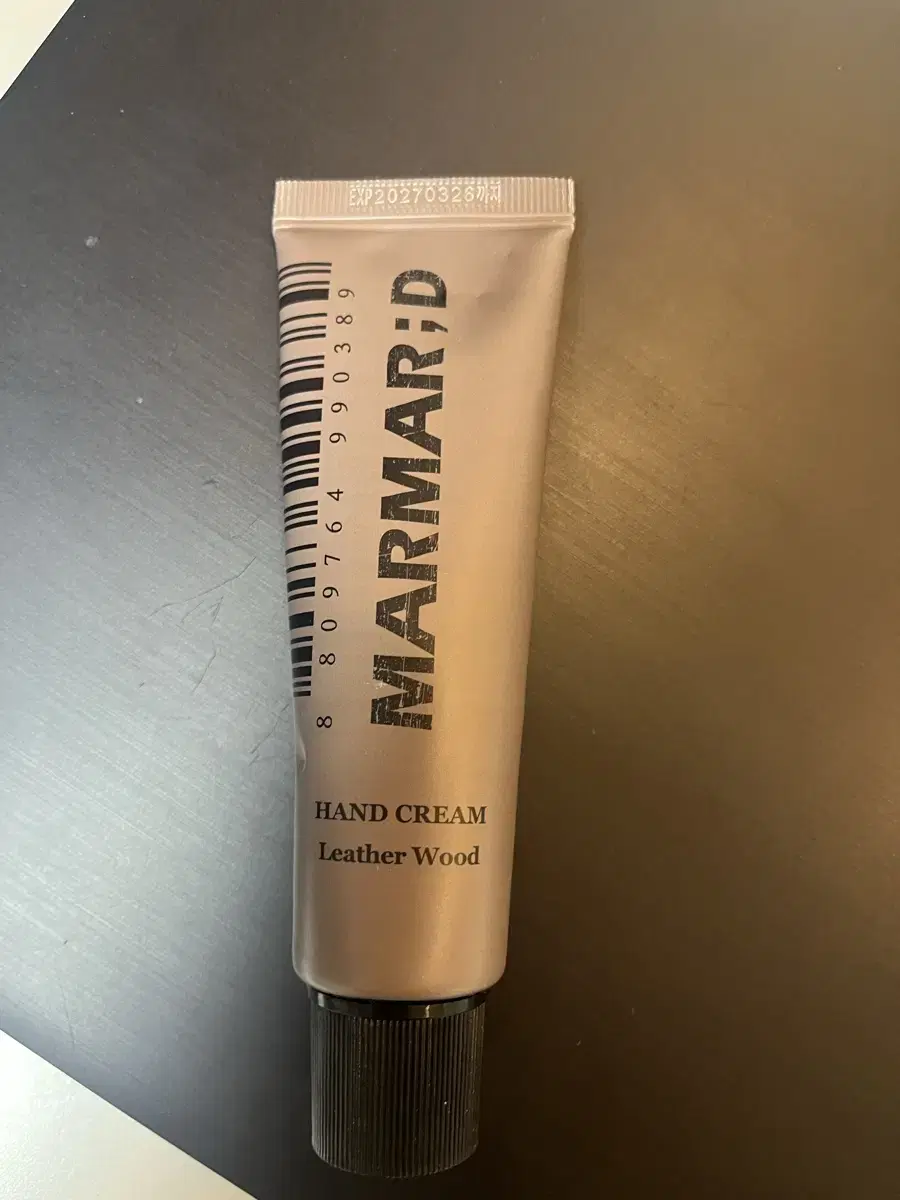 EXP20270326까지
8 809764 990389
MARMAR;D
HAND CREAM
Leather Wood